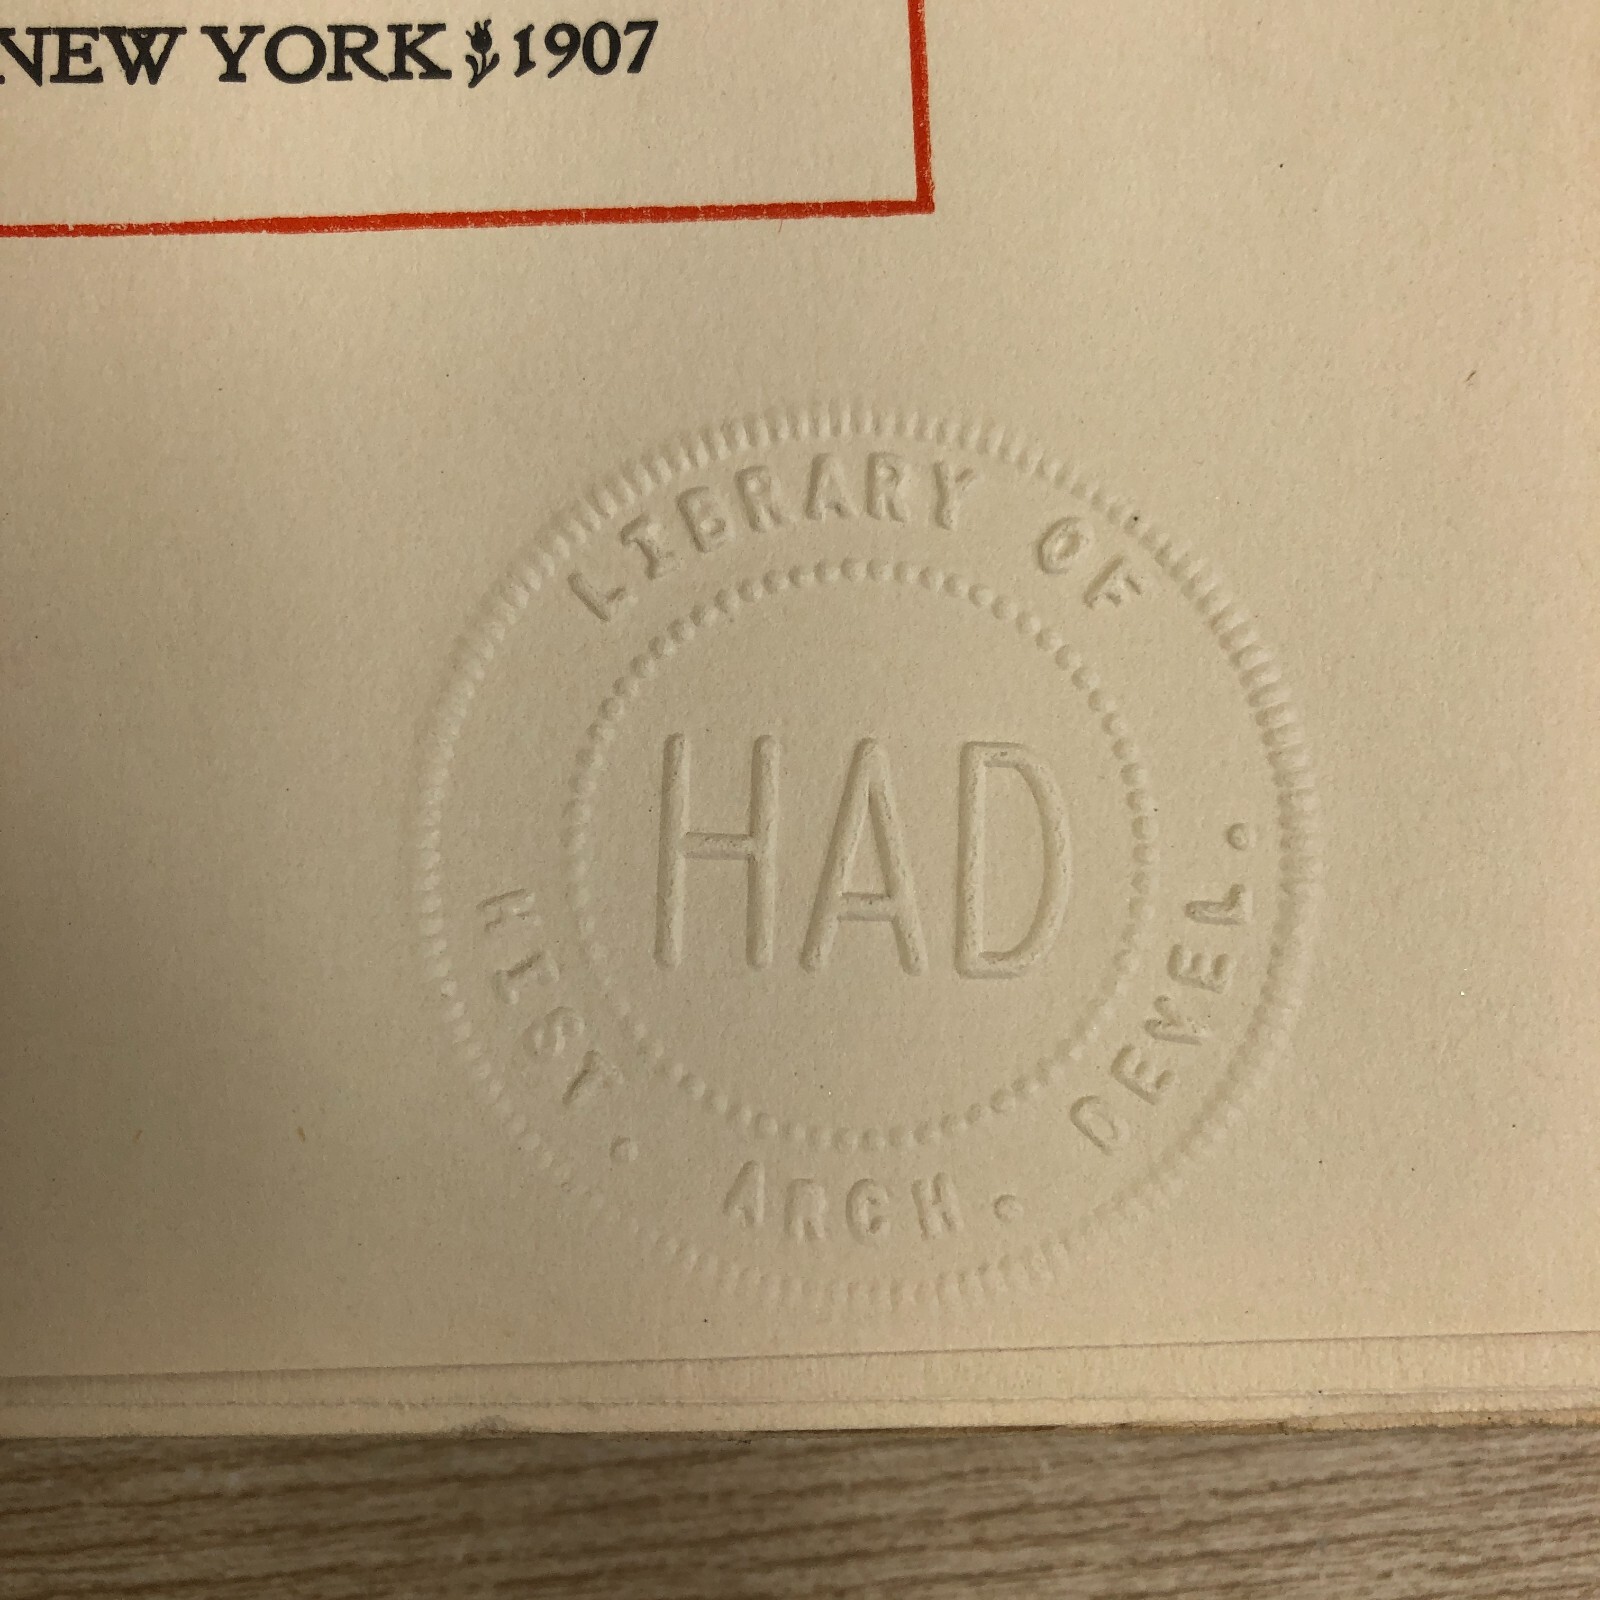 NEW YORK 1907
LIBRARY OF
HAD
HIST. ARCH. DEVEL.